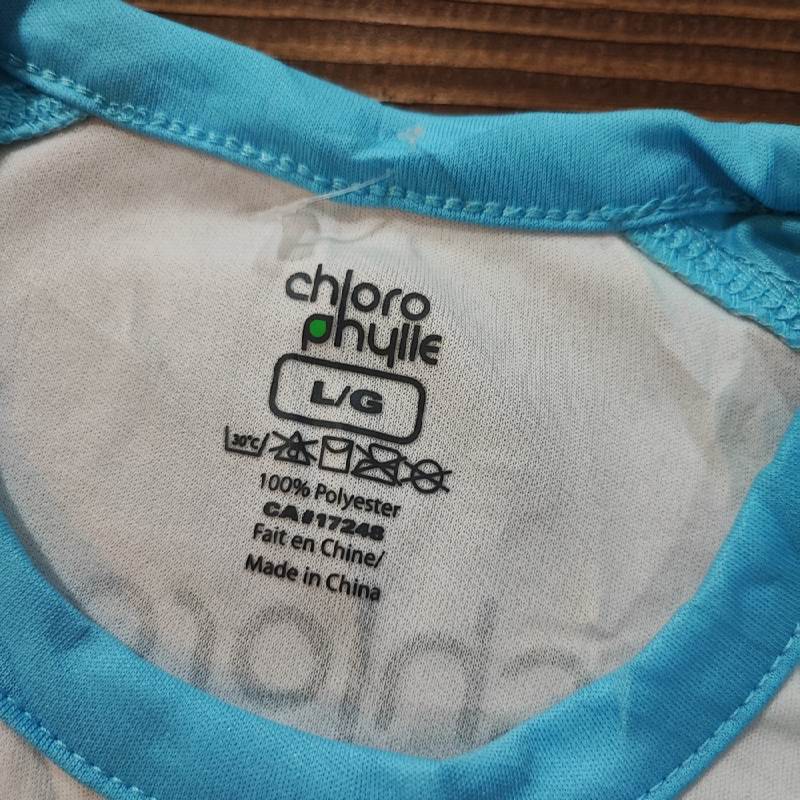 chloro
phylle
L/G
30°C
100% Polyester
CA#17248
Fait en Chine/
Made in China